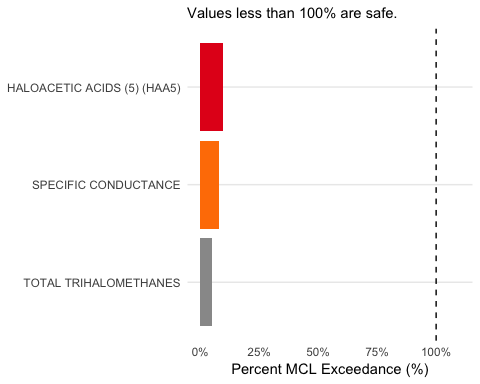 Values less than 100% are safe.
HALOACETIC ACIDS (5) (HAA5)
SPECIFIC CONDUCTANCE
TOTAL TRIHALOMETHANES
0% 25% 50% 75% 100%
Percent MCL Exceedance (%)